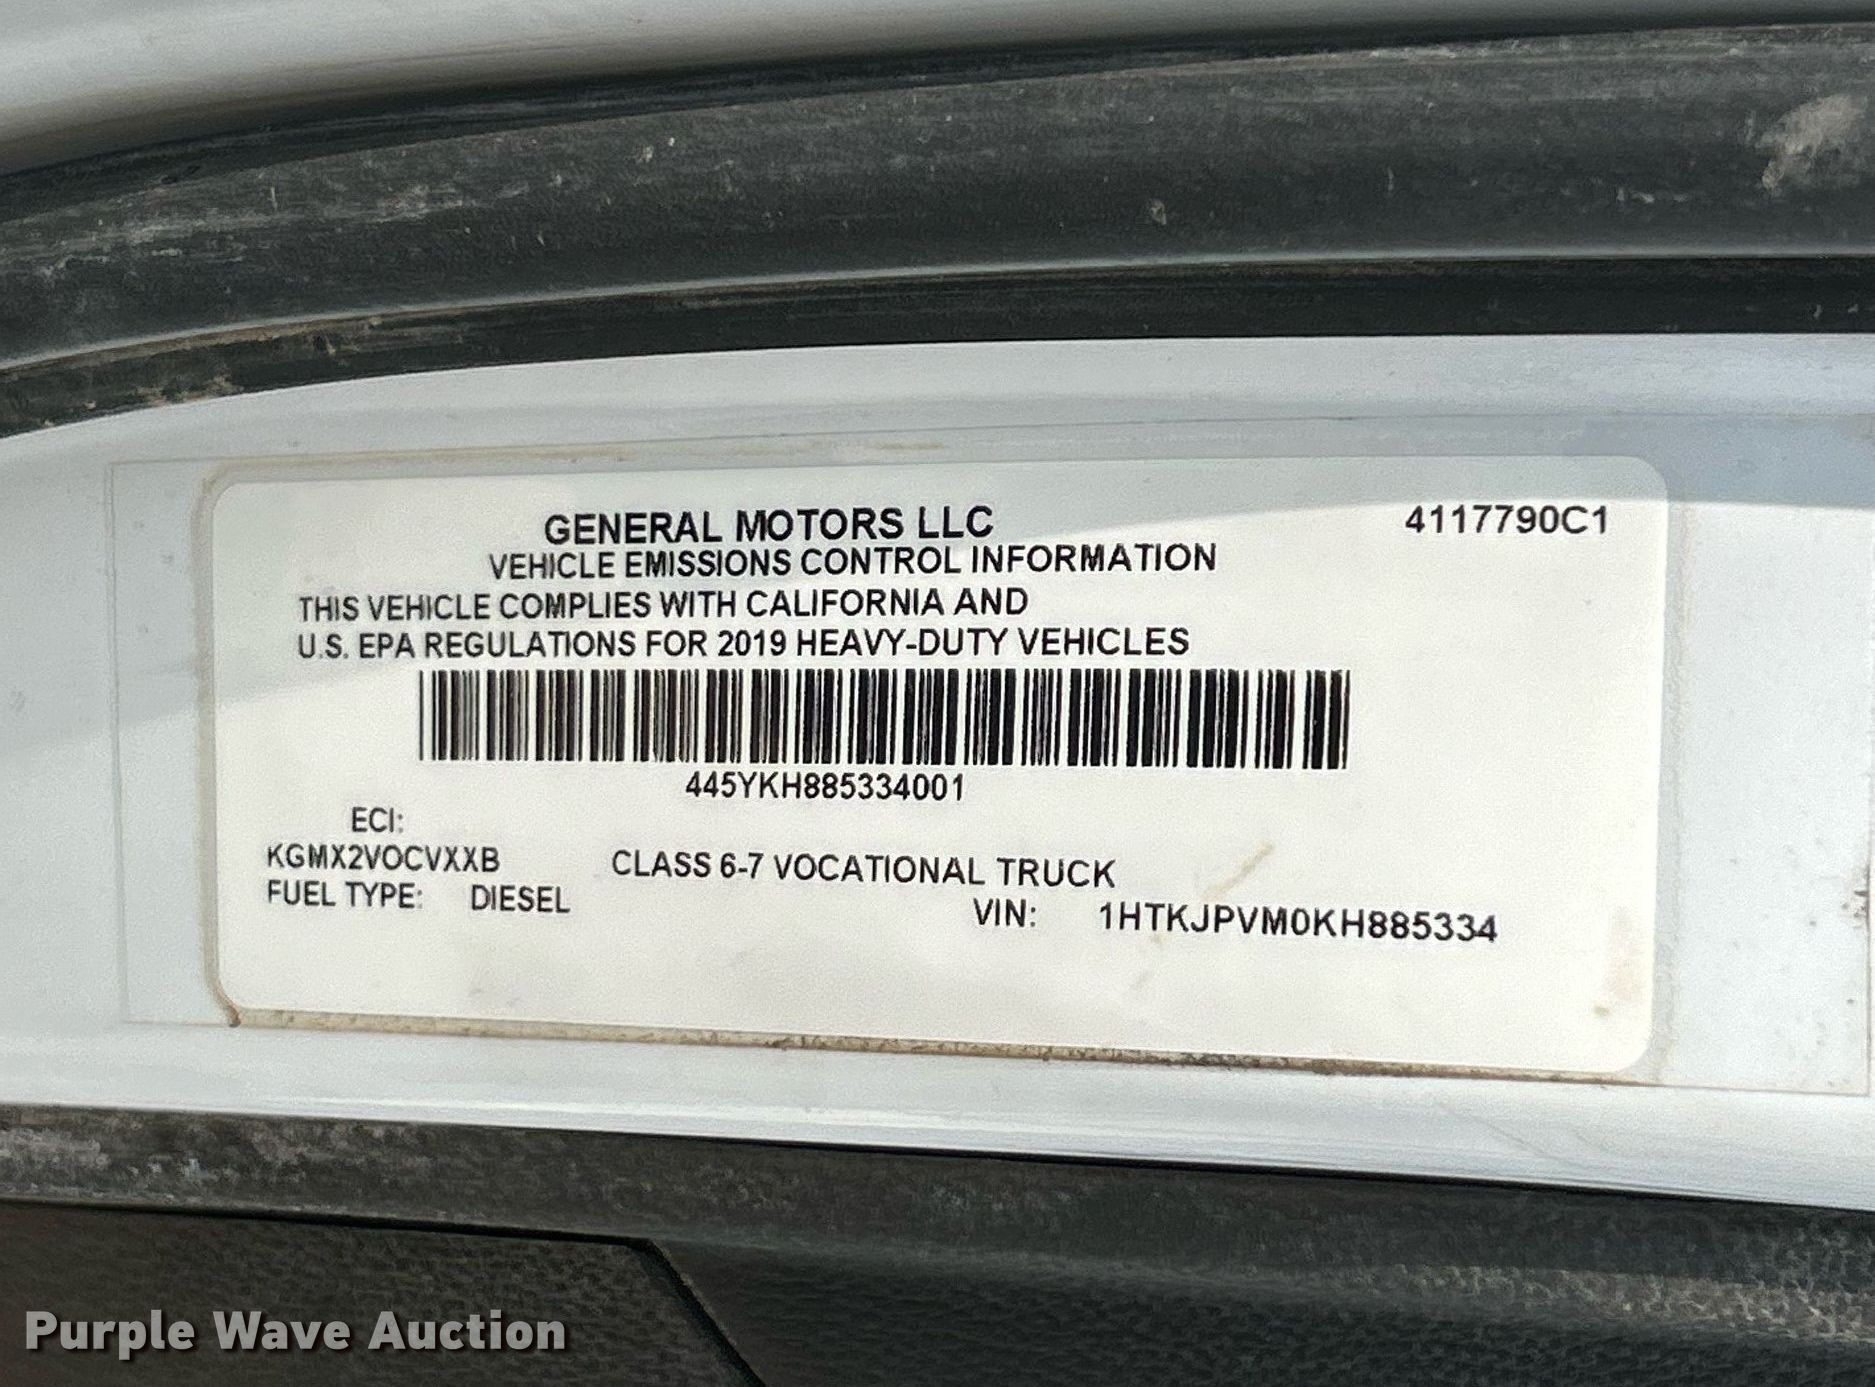 GENERAL MOTORS LLC
4117790C1
VEHICLE EMISSIONS CONTROL INFORMATION
THIS VEHICLE COMPLIES WITH CALIFORNIA AND
U.S. EPA REGULATIONS FOR 2019 HEAVY-DUTY VEHICLES
445YKH885334001
ECI:
KGMX2VOCVXXB
CLASS 6-7 VOCATIONAL TRUCK
FUEL TYPE: DIESEL
VIN: 1HTKJPVM0KH885334
Purple Wave Auction